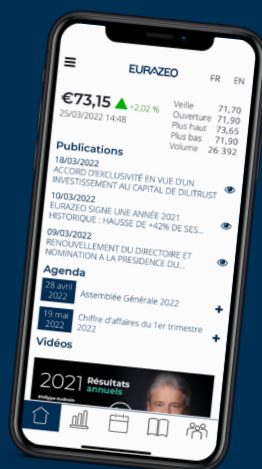 EURAZEO
FR EN
€73,15 +2,02 %
25/03/2022 14:48
Veille 71,70
Ouverture 71,90
Plus haut 73,65
Plus bas 71,90
Volume 26 392
Publications
18/03/2022
ACCORD D'EXCLUSIVITÉ EN VUE D'UN
INVESTISSEMENT AU CAPITAL DE DILITRUST
10/03/2022
EURAZEO SIGNE UNE ANNÉE 2021
HISTORIQUE : HAUSSE DE +42% DE SES...
09/03/2022
RENOUVELLEMENT DU DIRECTOIRE ET
NOMINATION A LA PRESIDENCE DU...
Agenda
28 avril
2022
Assemblée Générale 2022
19 mai
2022
Chiffre d'affaires du 1er trimestre
2022
Vidéos
2021 Résultats
annuels
Philippe Audouin